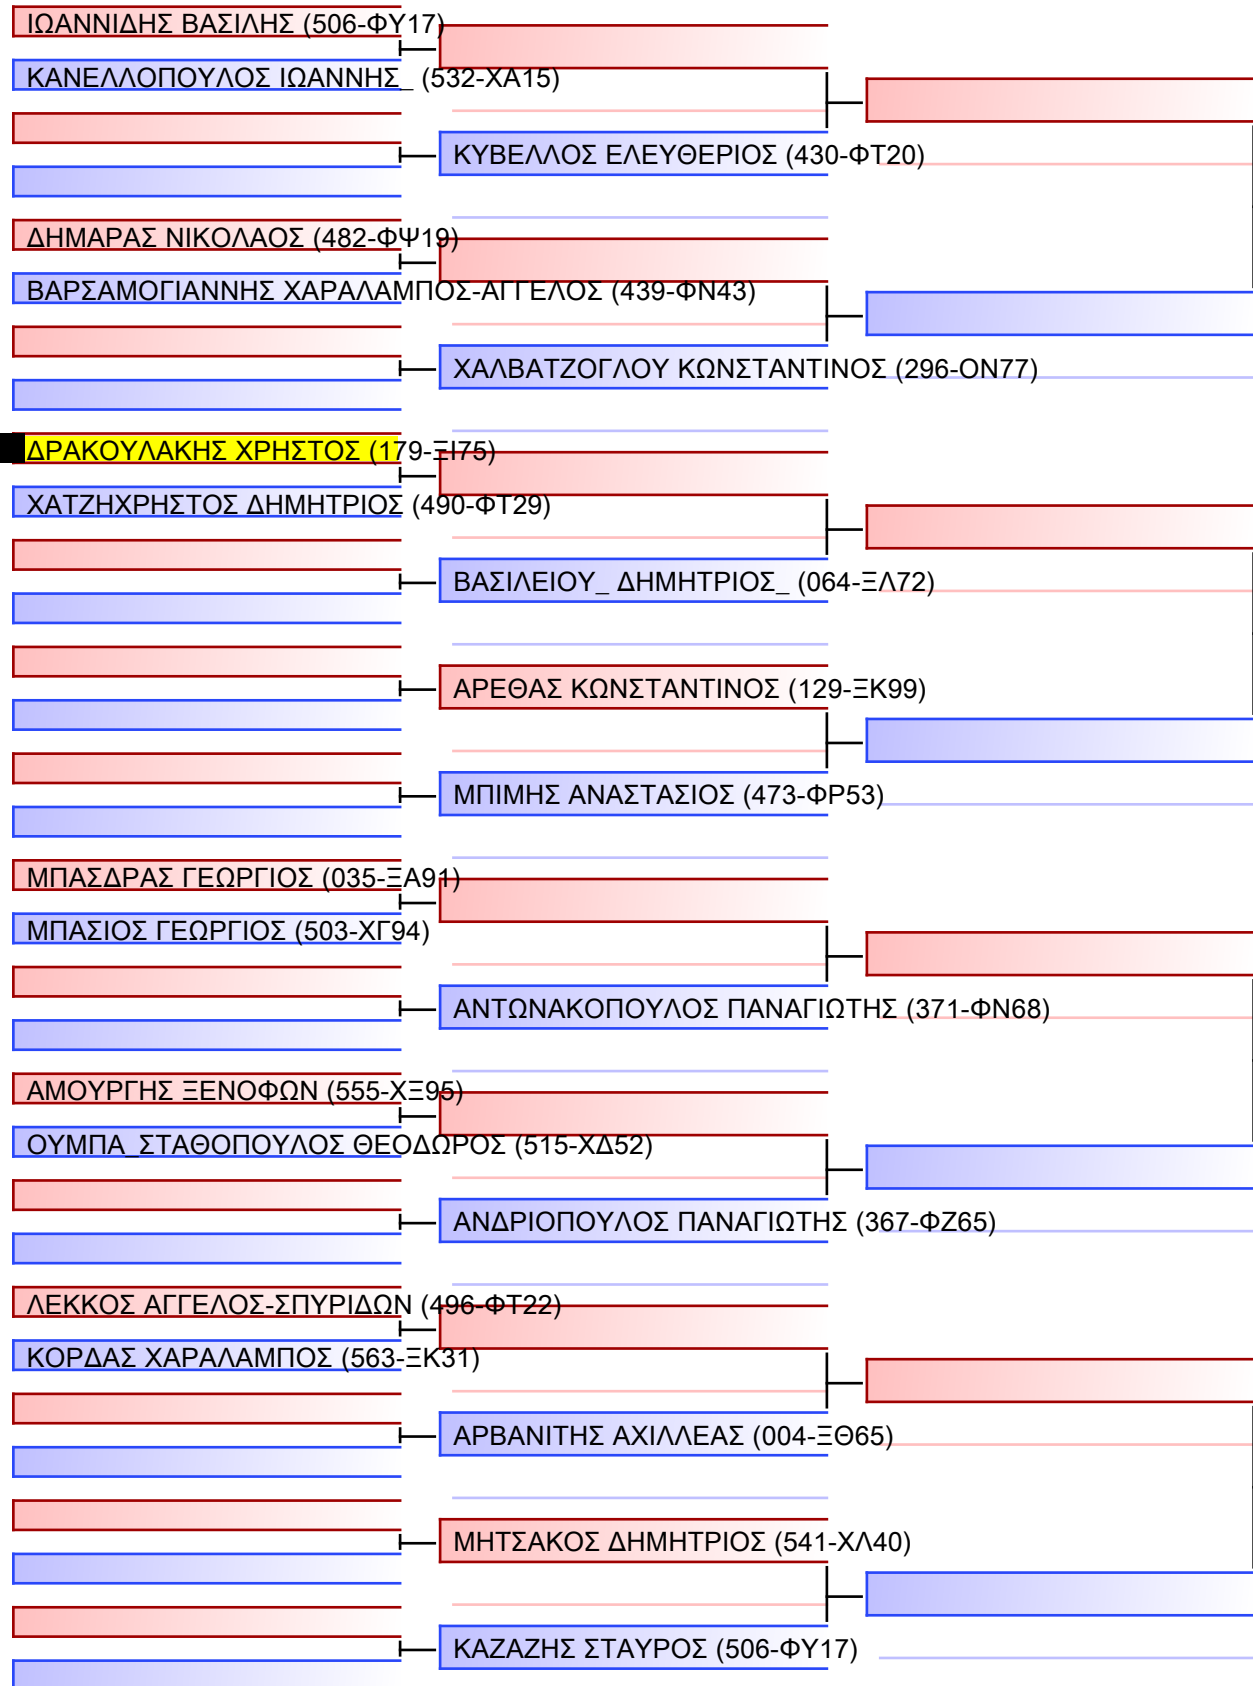 ΙΩΑΝΝΙΔΗΣ ΒΑΣΙΛΗΣ (506-ΦΥ17)
ΚΑΝΕΛΛΟΠΟΥΛΟΣ ΙΩΑΝΝΗΣ_ (532-ΧΑ15)
ΚΥΒΕΛΛΟΣ ΕΛΕΥΘΕΡΙΟΣ (430-ΦΤ20)
ΔΗΜΑΡΑΣ ΝΙΚΟΛΑΟΣ (482-ΦΨ19)
ΒΑΡΣΑΜΟΓΙΑΝΝΗΣ ΧΑΡΑΛΑΜΠΟΣ-ΑΓΓΕΛΟΣ (439-ΦΝ43)
ΧΑΛΒΑΤΖΟΓΛΟΥ ΚΩΝΣΤΑΝΤΙΝΟΣ (296-ΟΝ77)
ΔΡΑΚΟΥΛΑΚΗΣ ΧΡΗΣΤΟΣ (179-ΞΙ75)
ΧΑΤΖΗΧΡΗΣΤΟΣ ΔΗΜΗΤΡΙΟΣ (490-ΦΤ29)
ΒΑΣΙΛΕΙΟΥ_ ΔΗΜΗΤΡΙΟΣ_ (064-ΞΛ72)
ΑΡΕΘΑΣ ΚΩΝΣΤΑΝΤΙΝΟΣ (129-ΞΚ99)
ΜΠΙΜΗΣ ΑΝΑΣΤΑΣΙΟΣ (473-ΦΡ53)
ΜΠΑΣΔΡΑΣ ΓΕΩΡΓΙΟΣ (035-ΞΑ91)
ΜΠΑΣΙΟΣ ΓΕΩΡΓΙΟΣ (503-ΧΓ94)
ΑΝΤΩΝΑΚΟΠΟΥΛΟΣ ΠΑΝΑΓΙΩΤΗΣ (371-ΦΝ68)
ΑΜΟΥΡΓΗΣ ΞΕΝΟΦΩΝ (555-ΧΞ95)
ΟΥΜΠΑ_ΣΤΑΘΟΠΟΥΛΟΣ ΘΕΟΔΩΡΟΣ (515-ΧΔ52)
ΑΝΔΡΙΟΠΟΥΛΟΣ ΠΑΝΑΓΙΩΤΗΣ (367-ΦΖ65)
ΛΕΚΚΟΣ ΑΓΓΕΛΟΣ-ΣΠΥΡΙΔΩΝ (496-ΦΤ22)
ΚΟΡΔΑΣ ΧΑΡΑΛΑΜΠΟΣ (563-ΞΚ31)
ΑΡΒΑΝΙΤΗΣ ΑΧΙΛΛΕΑΣ (004-ΞΘ65)
ΜΗΤΣΑΚΟΣ ΔΗΜΗΤΡΙΟΣ (541-ΧΛ40)
ΚΑΖΑΖΗΣ ΣΤΑΥΡΟΣ (506-ΦΥ17)